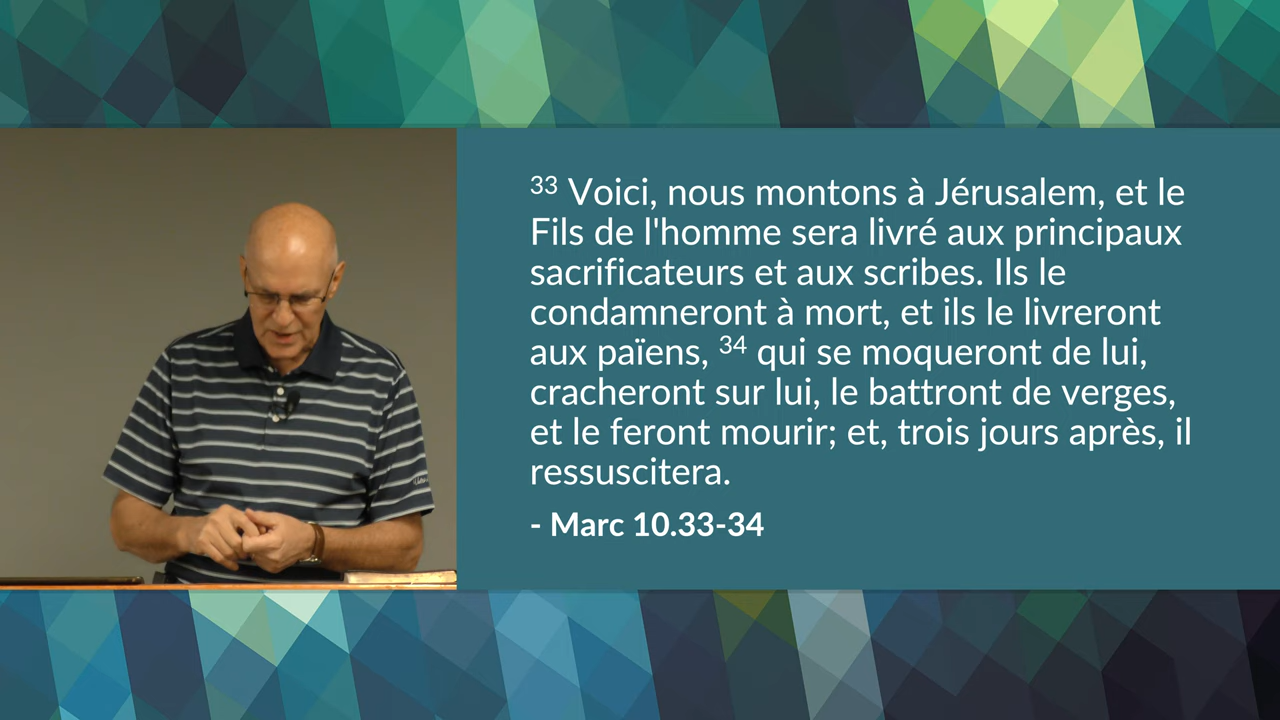 33 Voici, nous montons à Jérusalem, et le
Fils de l'homme sera livré aux principaux
sacrificateurs et aux scribes. Ils le
condamneront à mort, et ils le livreront
aux païens, 34 qui se moqueront de lui,
cracheront sur lui, le battront de verges,
et le feront mourir; et, trois jours après, il
ressuscitera.
- Marc 10.33-34